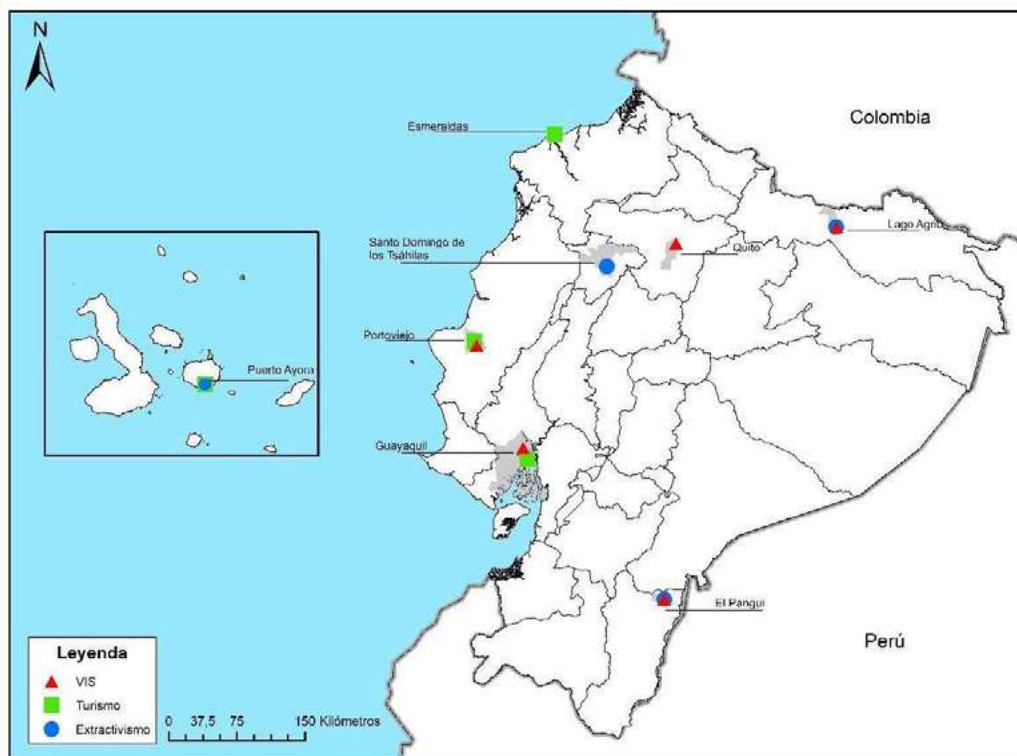 N
Colombia
Esmeraldas
Lago Agrio
Santo Domingo de
los Tsáhilas
Quito
Portoviejo
Puerto Ayora
Guayaquil
El Pangui
Perú
Leyenda
VIS
Turismo
Extractivismo
0 37,5 75 150 Kilómetros